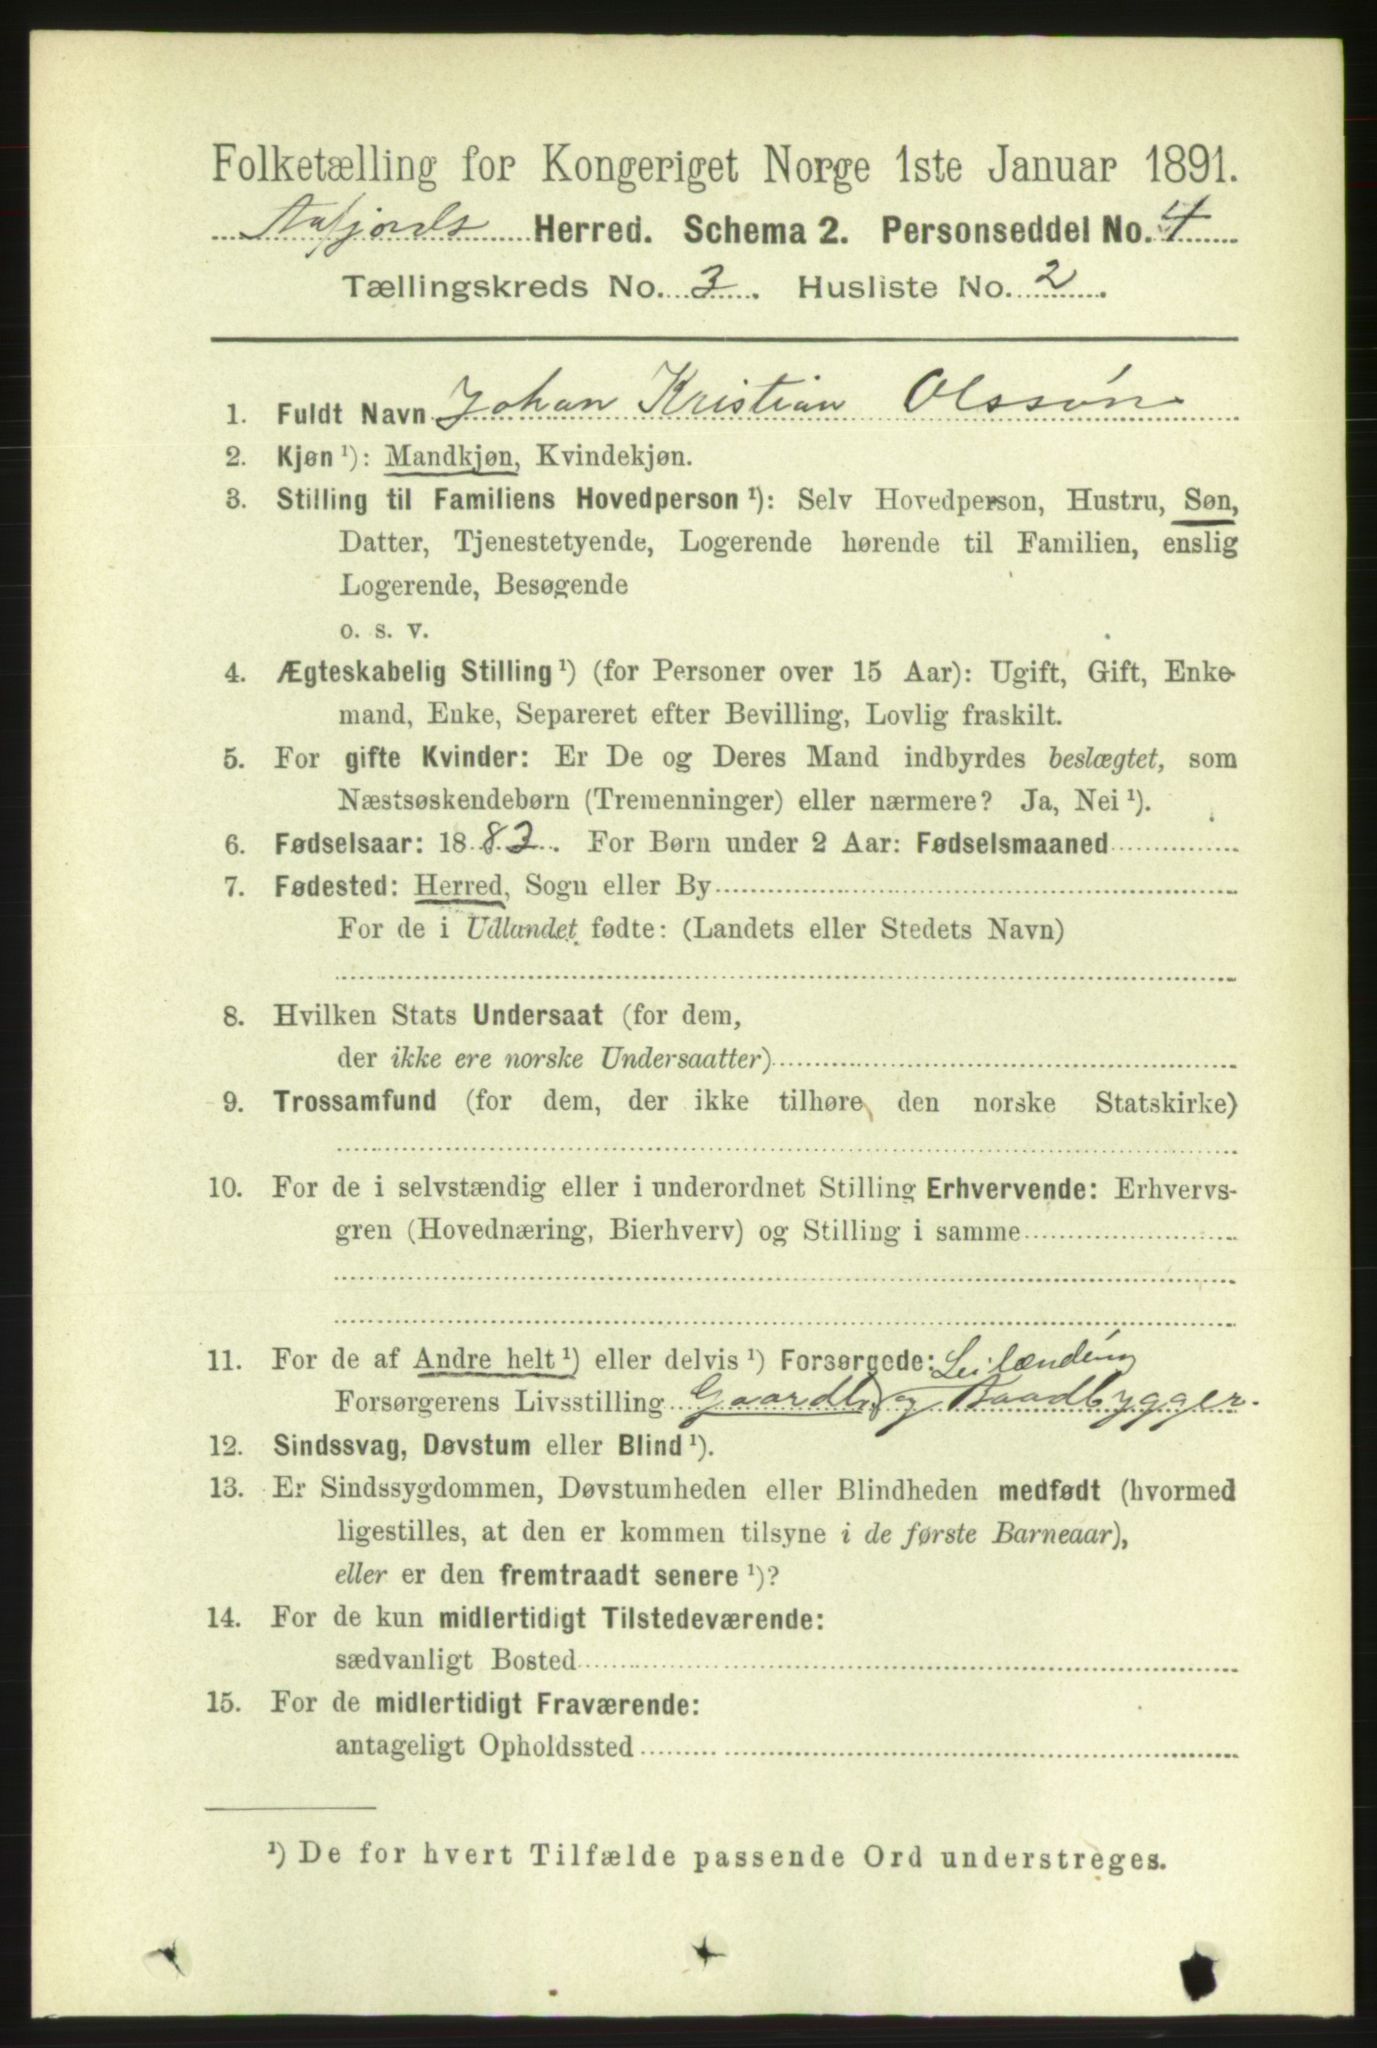 Folketælling for Kongeriget Norge 1ste Januar 1891.
Aafjords Herred. Schema 2. Personseddel No. 4
Tællingskreds No. 3. Husliste No. 2.
1. Fuldt Navn Johan Kristian Olssøn
2. Kjøn ¹): Mandkjøn, Kvindekjøn.
3. Stilling til Familiens Hovedperson ¹): Selv Hovedperson, Hustru, Søn,
Datter, Tjenestetyende, Logerende hørende til Familien, enslig
Logerende, Besøgende
o. s. v.
4. Ægteskabelig Stilling ¹) (for Personer over 15 Aar): Ugift, Gift, Enke-
mand, Enke, Separeret efter Bevilling, Lovlig fraskilt.
5. For gifte Kvinder: Er De og Deres Mand indbyrdes beslægtet, som
Næstsøskendebørn (Tremenninger) eller nærmere? Ja, Nei ¹).
6. Fødselsaar: 1883. For Børn under 2 Aar: Fødselsmaaned
7. Fødested: Herred, Sogn eller By
For de i Udlandet fødte: (Landets eller Stedets Navn)
8. Hvilken Stats Undersaat (for dem,
der ikke ere norske Undersaatter)
9. Trossamfund (for dem, der ikke tilhøre den norske Statskirke)
10. For de i selvstændig eller i underordnet Stilling Erhvervende: Erhvervs-
gren (Hovednæring, Bierhverv) og Stilling i samme
11. For de af Andre helt ¹) eller delvis ¹) Forsørgede: Leilænding
Forsørgerens Livsstilling Gaardbr og Baadbygger.
12. Sindssvag, Døvstum eller Blind ¹).
13. Er Sindssygdommen, Døvstumheden eller Blindheden medfødt (hvormed
ligestilles, at den er kommen tilsyne i de første Barneaar),
eller er den fremtraadt senere ¹)?
14. For de kun midlertidigt Tilstedeværende:
sædvanligt Bosted
15. For de midlertidigt Fraværende:
antageligt Opholdssted
¹) De for hvert Tilfælde passende Ord understreges.